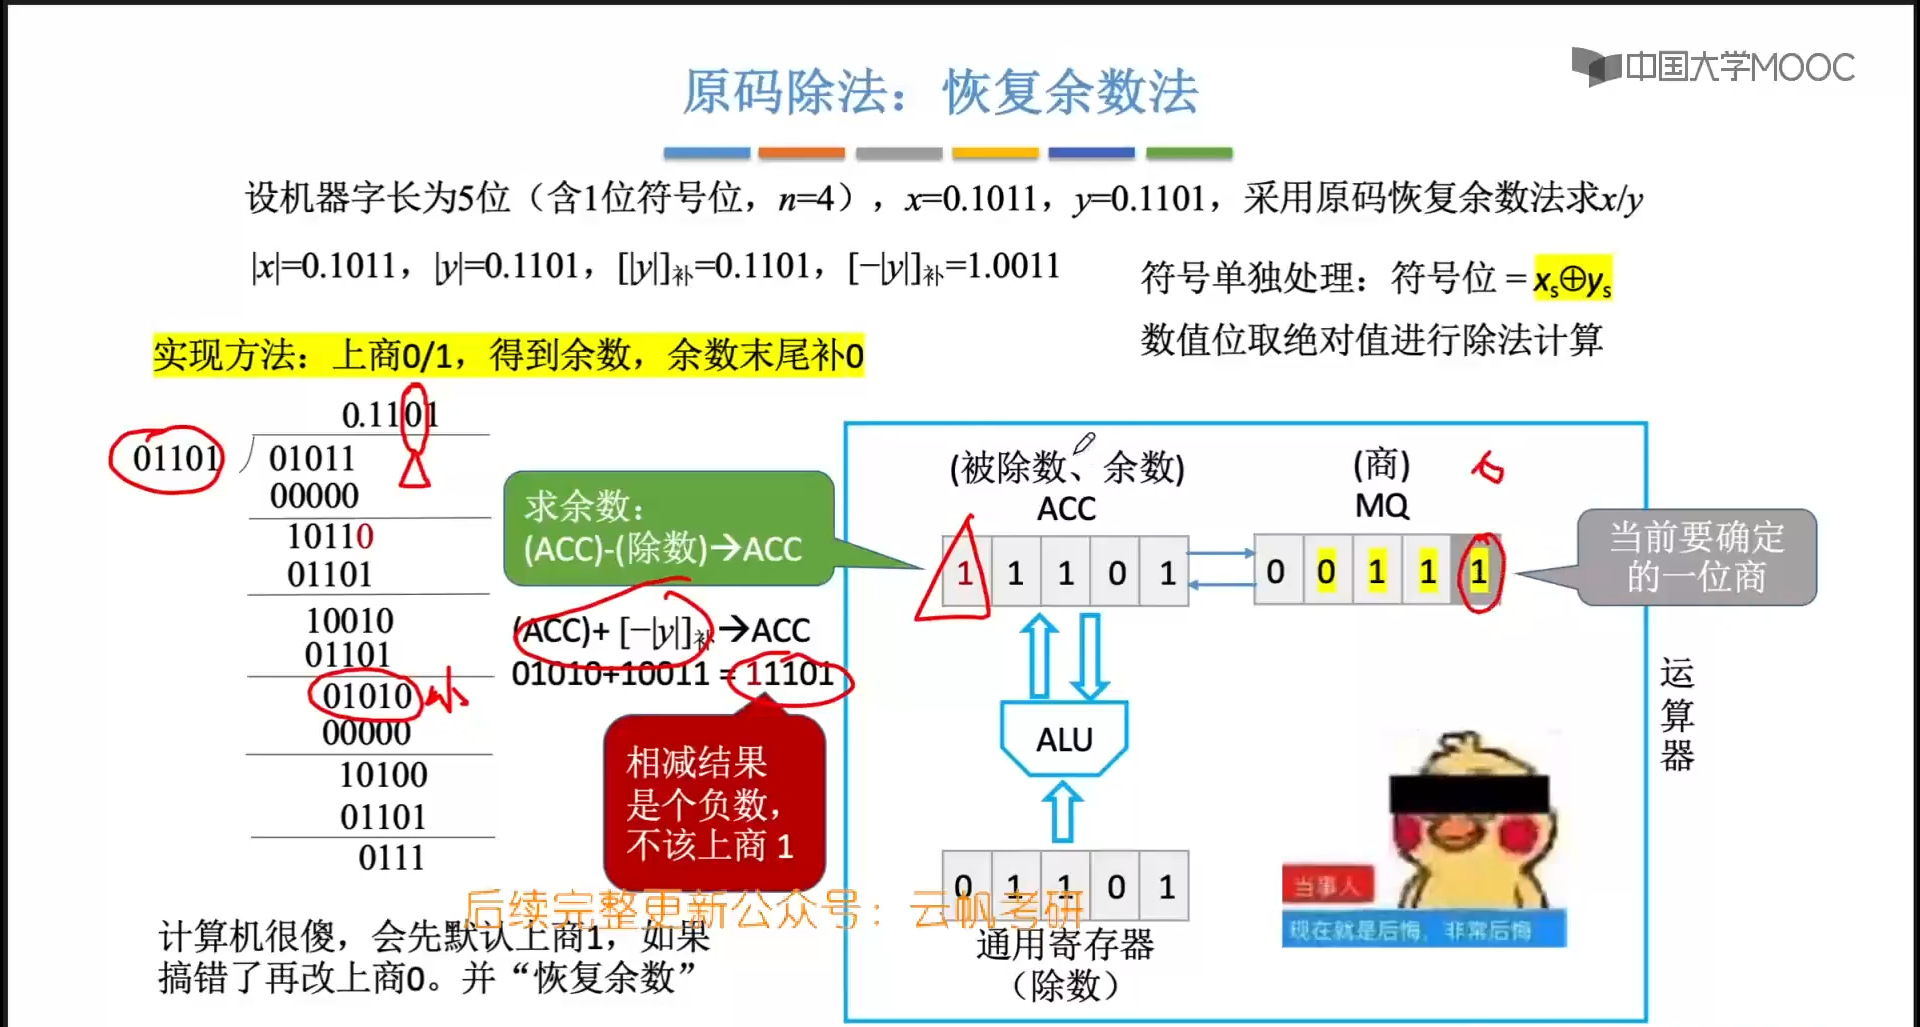 中国大学MOOC
原码除法：恢复余数法
设机器字长为5位（含1位符号位，n=4），x=0.1011，y=0.1101，采用原码恢复余数法求x/y
|x|=0.1011，|y|=0.1101，[|y|]补=0.1101，[−|y|]补=1.0011
符号单独处理：符号位 = xs⊕ys
数值位取绝对值进行除法计算
实现方法：上商0/1，得到余数，余数末尾补0
0.1101
01101
01011
00000
10110
01101
10010
01101
01010
00000
10100
01101
0111
求余数：
(ACC)-(除数)→ACC
(ACC)+ [−|y|]补→ACC
01010+10011 = 11101
相减结果
是个负数，
不该上商 1
计算机很傻，会先默认上商1，如果
搞错了再改上商0。并“恢复余数”
(被除数、余数)
ACC
1 1 1 0 1
(商)
MQ
0 0 1 1 1
当前要确定
的一位商
ALU
运算器
0 1 1 0 1
通用寄存器
（除数）
当事人
现在就是后悔，非常后悔
后续完整更新公众号：云帆考研